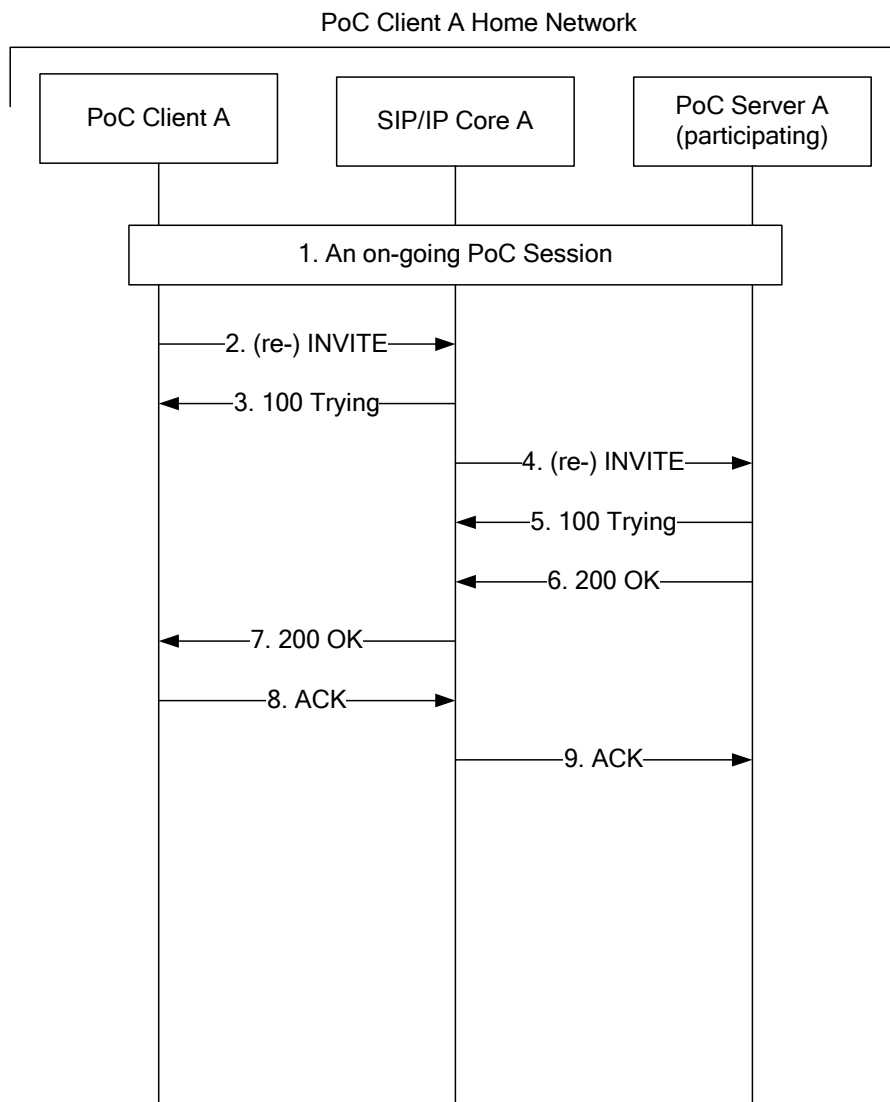 PoC Client A Home Network
PoC Client A
SIP/IP Core A
PoC Server A
(participating)
1. An on-going PoC Session
2. (re-) INVITE
3. 100 Trying
4. (re-) INVITE
5. 100 Trying
6. 200 OK
7. 200 OK
8. ACK
9. ACK